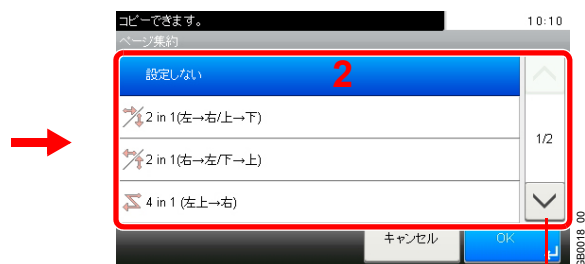 コピーできます。 10:10
ページ集約
設定しない 2
2 in 1(左→右/上→下)
2 in 1(右→左/下→上)
1/2
4 in 1 (左上→右)
キャンセル OK
GB0018_00